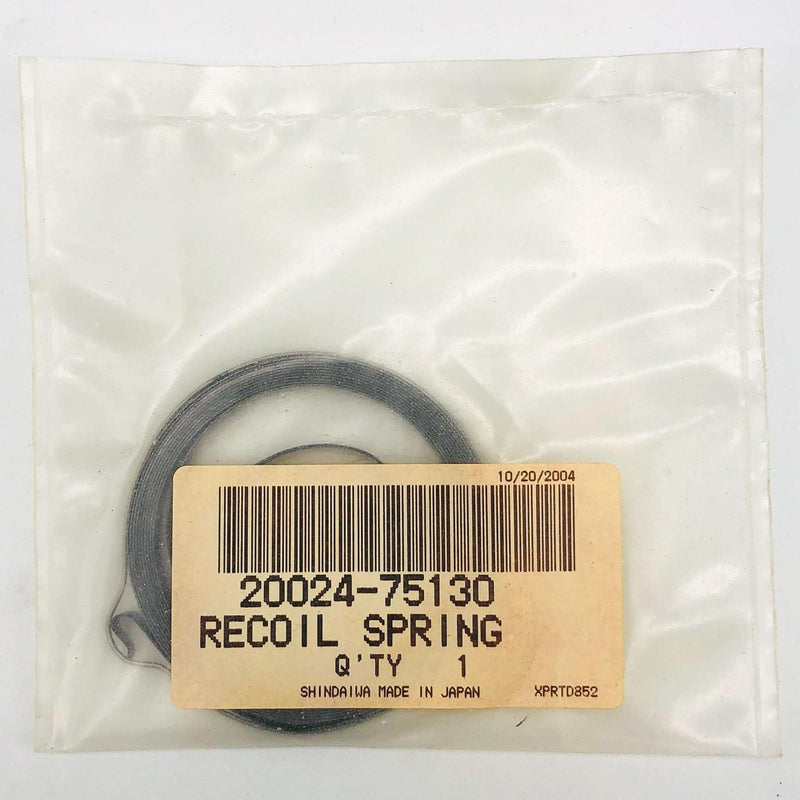 10/20/2004
20024-75130
RECOIL SPRING
Q'TY 1
SHINDAIWA MADE IN JAPAN XPRTD852